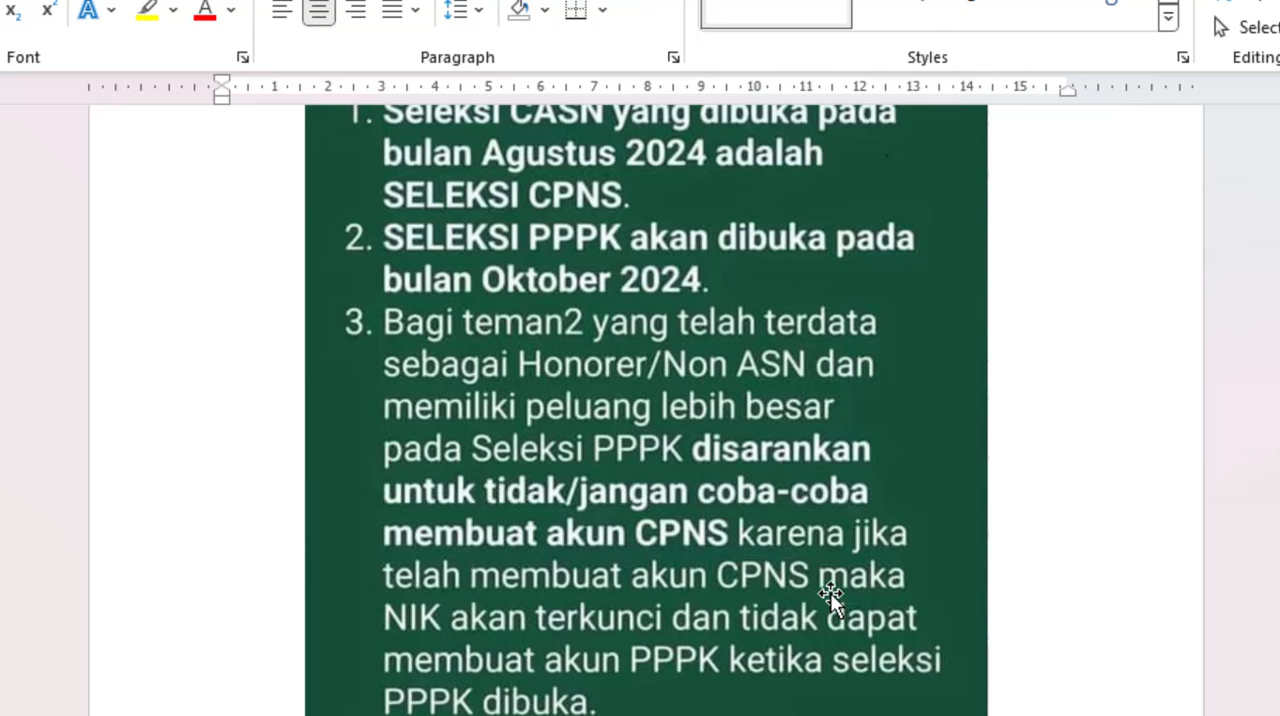 Font
Paragraph
Styles
Select
Editing
1 2 3 4 5 6 7 8 9 10 11 12 13 14 15
1. Seleksi CASN yang dibuka pada
bulan Agustus 2024 adalah
SELEKSI CPNS.
2. SELEKSI PPPK akan dibuka pada
bulan Oktober 2024.
3. Bagi teman2 yang telah terdata
sebagai Honorer/Non ASN dan
memiliki peluang lebih besar
pada Seleksi PPPK disarankan
untuk tidak/jangan coba-coba
membuat akun CPNS karena jika
telah membuat akun CPNS maka
NIK akan terkunci dan tidak dapat
membuat akun PPPK ketika seleksi
PPPK dibuka.